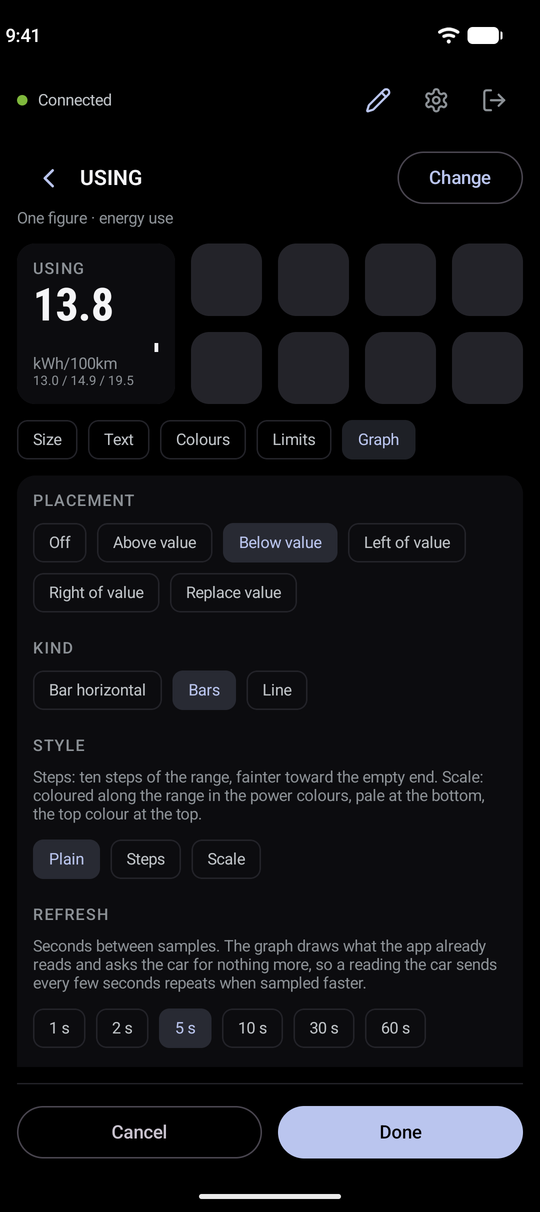 9:41
Connected
USING
Change
One figure · energy use
USING
13.8
kWh/100km
13.0 / 14.9 / 19.5
Size
Text
Colours
Limits
Graph
PLACEMENT
Off
Above value
Below value
Left of value
Right of value
Replace value
KIND
Bar horizontal
Bars
Line
STYLE
Steps: ten steps of the range, fainter toward the empty end. Scale:
coloured along the range in the power colours, pale at the bottom,
the top colour at the top.
Plain
Steps
Scale
REFRESH
Seconds between samples. The graph draws what the app already
reads and asks the car for nothing more, so a reading the car sends
every few seconds repeats when sampled faster.
1 s
2 s
5 s
10 s
30 s
60 s
Cancel
Done